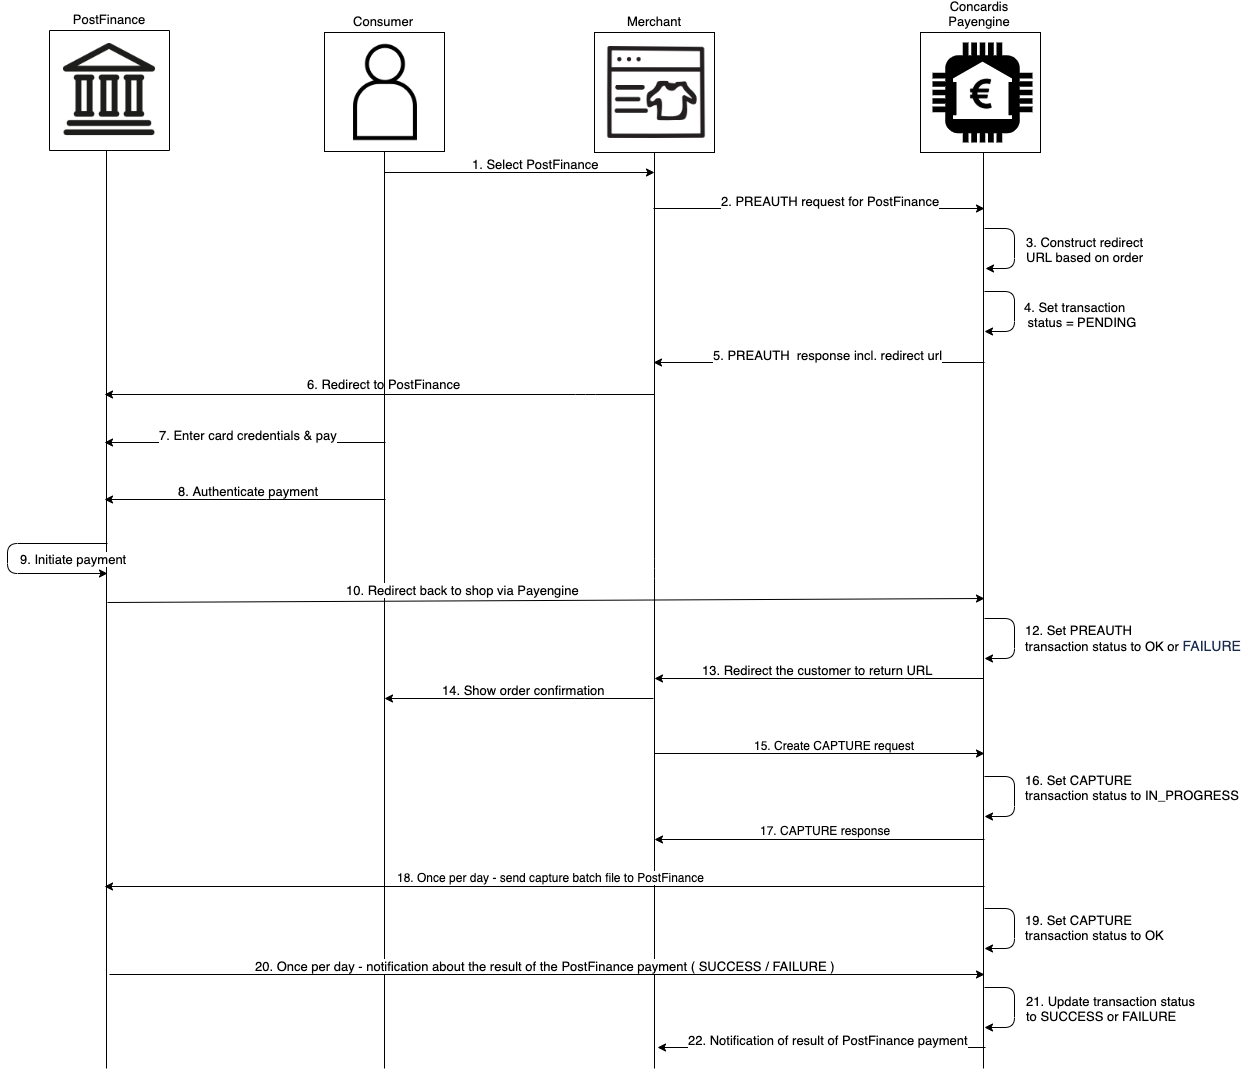 PostFinance
Consumer
Merchant
Concardis
Payengine
€
1. Select PostFinance
2. PREAUTH request for PostFinance
3. Construct redirect
URL based on order
4. Set transaction
status = PENDING
5. PREAUTH  response incl. redirect url
6. Redirect to PostFinance
7. Enter card credentials & pay
8. Authenticate payment
9. Initiate payment
10. Redirect back to shop via Payengine
12. Set PREAUTH
transaction status to OK or FAILURE
13. Redirect the customer to return URL
14. Show order confirmation
15. Create CAPTURE request
16. Set CAPTURE
transaction status to IN_PROGRESS
17. CAPTURE response
18. Once per day - send capture batch file to PostFinance
19. Set CAPTURE
transaction status to OK
20. Once per day - notification about the result of the PostFinance payment ( SUCCESS / FAILURE )
21. Update transaction status
to SUCCESS or FAILURE
22. Notification of result of PostFinance payment